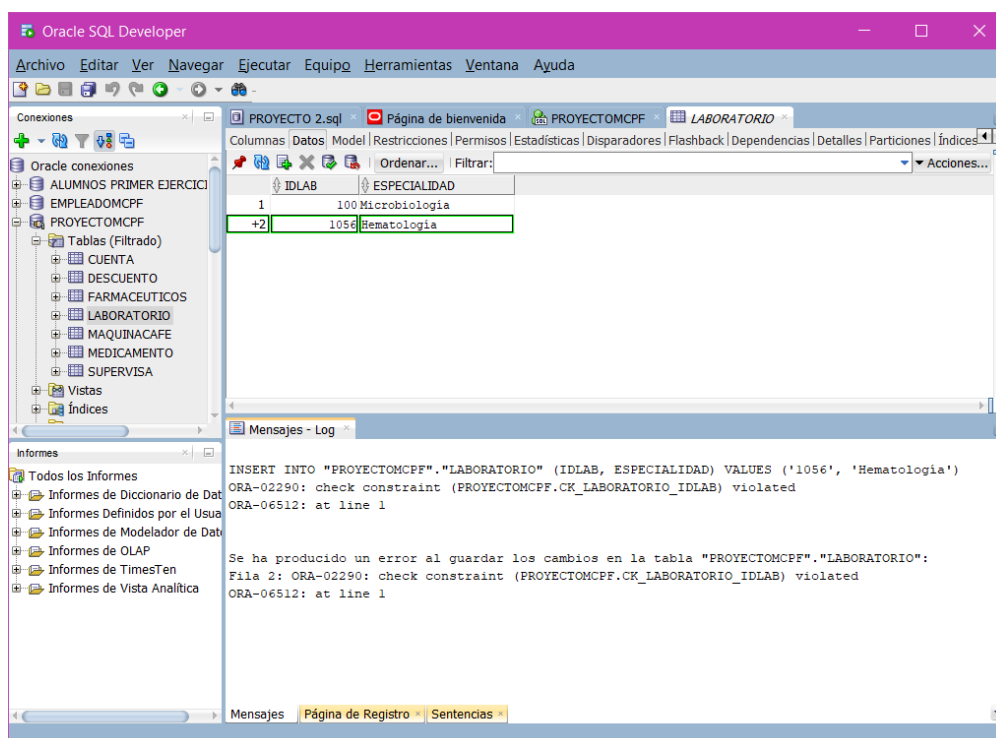 Oracle SQL Developer
Archivo Editar Ver Navegar Ejecutar Equipo Herramientas Ventana Ayuda
Conexiones
Oracle conexiones
ALUMNOS PRIMER EJERCICI
EMPLEADOMCPF
PROYECTOMCPF
Tablas (Filtrado)
CUENTA
DESCUENTO
FARMACEUTICOS
LABORATORIO
MAQUINACAFE
MEDICAMENTO
SUPERVISA
Vistas
Índices
Informes
Todos los Informes
Informes de Diccionario de Dat
Informes Definidos por el Usua
Informes de Modelador de Dat
Informes de OLAP
Informes de TimesTen
Informes de Vista Analítica
PROYECTO 2.sql Página de bienvenida PROYECTOMCPF LABORATORIO
Columnas Datos Model Restricciones Permisos Estadísticas Disparadores Flashback Dependencias Detalles Particiones Índices
Ordenar... Filtrar: Acciones...
IDLAB ESPECIALIDAD
1 100 Microbiología
+2 1056 Hematología
Mensajes - Log
INSERT INTO "PROYECTOMCPF"."LABORATORIO" (IDLAB, ESPECIALIDAD) VALUES ('1056', 'Hematología')
ORA-02290: check constraint (PROYECTOMCPF.CK_LABORATORIO_IDLAB) violated
ORA-06512: at line 1
Se ha producido un error al guardar los cambios en la tabla "PROYECTOMCPF"."LABORATORIO":
Fila 2: ORA-02290: check constraint (PROYECTOMCPF.CK_LABORATORIO_IDLAB) violated
ORA-06512: at line 1
Mensajes Página de Registro Sentencias